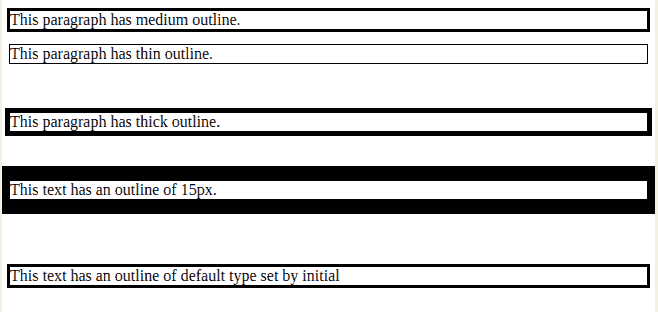 This paragraph has medium outline.
This paragraph has thin outline.
This paragraph has thick outline.
This text has an outline of 15px.
This text has an outline of default type set by initial